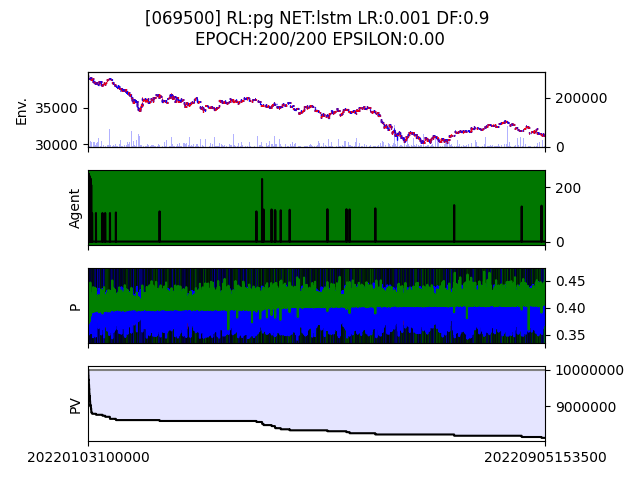 [069500] RL:pg NET:lstm LR:0.001 DF:0.9
EPOCH:200/200 EPSILON:0.00
Env.
35000
30000
200000
0
Agent
200
0
P
0.45
0.40
0.35
PV
10000000
9000000
20220103100000
20220905153500